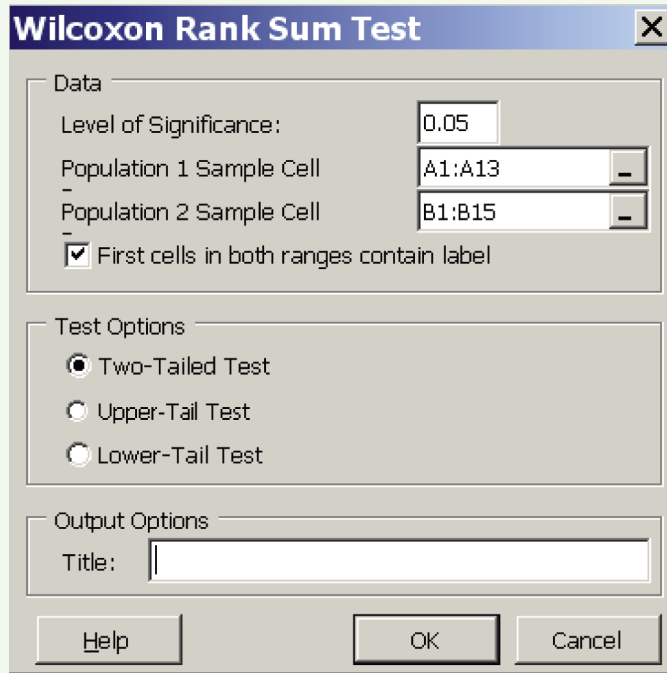 Wilcoxon Rank Sum Test
Data
Level of Significance: 0.05
Population 1 Sample Cell A1:A13
Population 2 Sample Cell B1:B15
First cells in both ranges contain label
Test Options
Two-Tailed Test
Upper-Tail Test
Lower-Tail Test
Output Options
Title:
Help OK Cancel